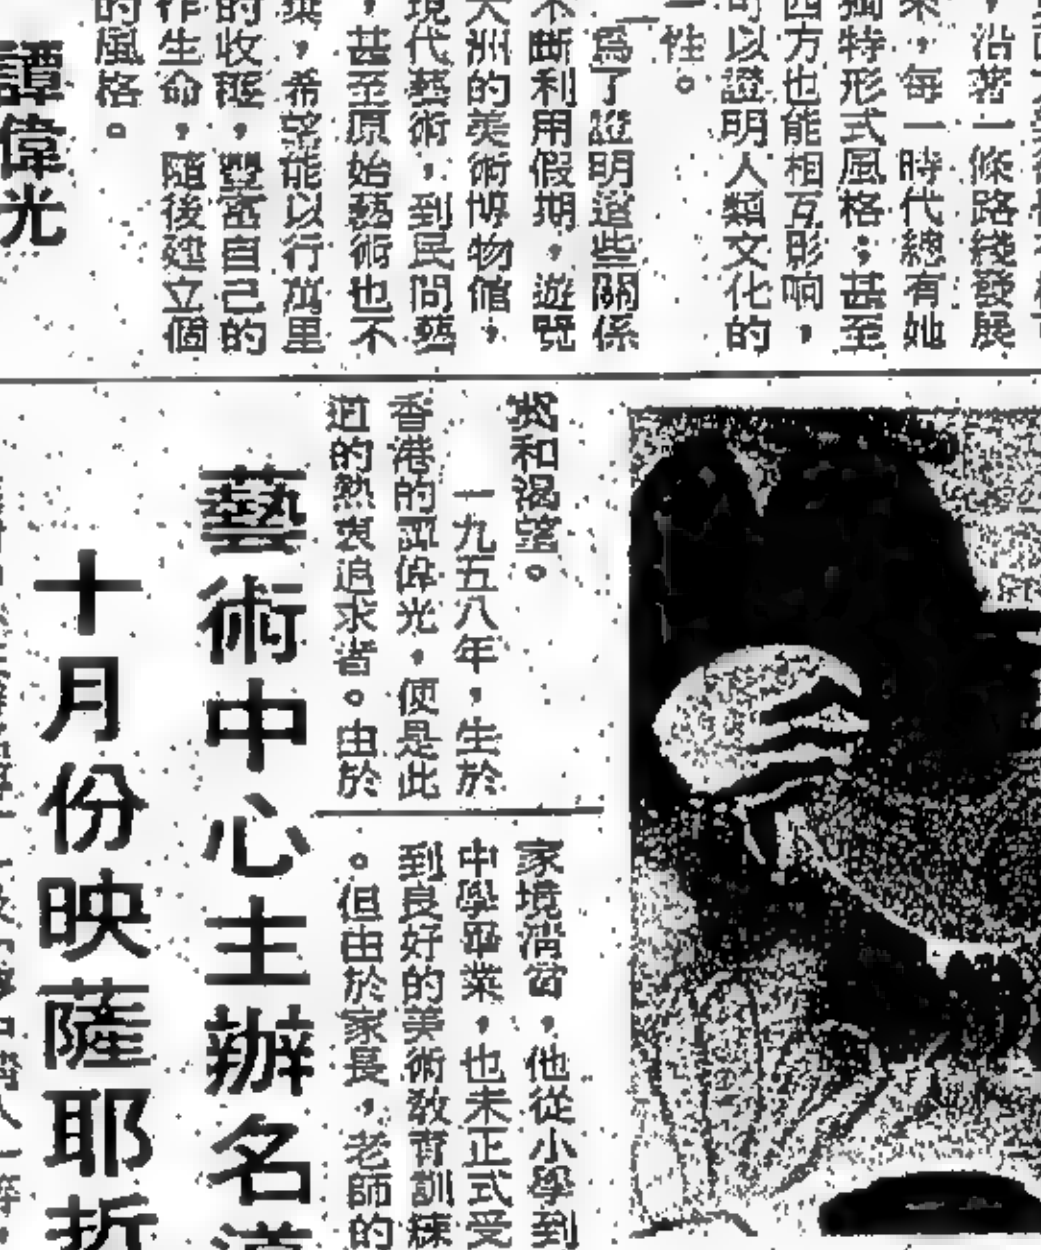 ，沿著一條路綫發展
來，每一時代總有她
獨特形式風格；甚至
四方也能相互影响，
可以證明人類文化的
一性。
爲了證明這些關係
不斷利用假期，遊覽
大洲的美術博物館，
現代藝術，到民間藝
，甚至原始藝術也不
棄，希望能以行萬里
的收穫，豐富自己的
作生命，隨後建立個
的風格。
譚偉光
和渴望。
一九五八年，生於
香港的譚偉光，便是此
道的熱衷追求者。由於
家境清貧，他從小學到
中學畢業，也未正式受
到良好的美術教育訓練
。但由於家長，老師的
藝術中心主辦名
十月份映薩耶哲